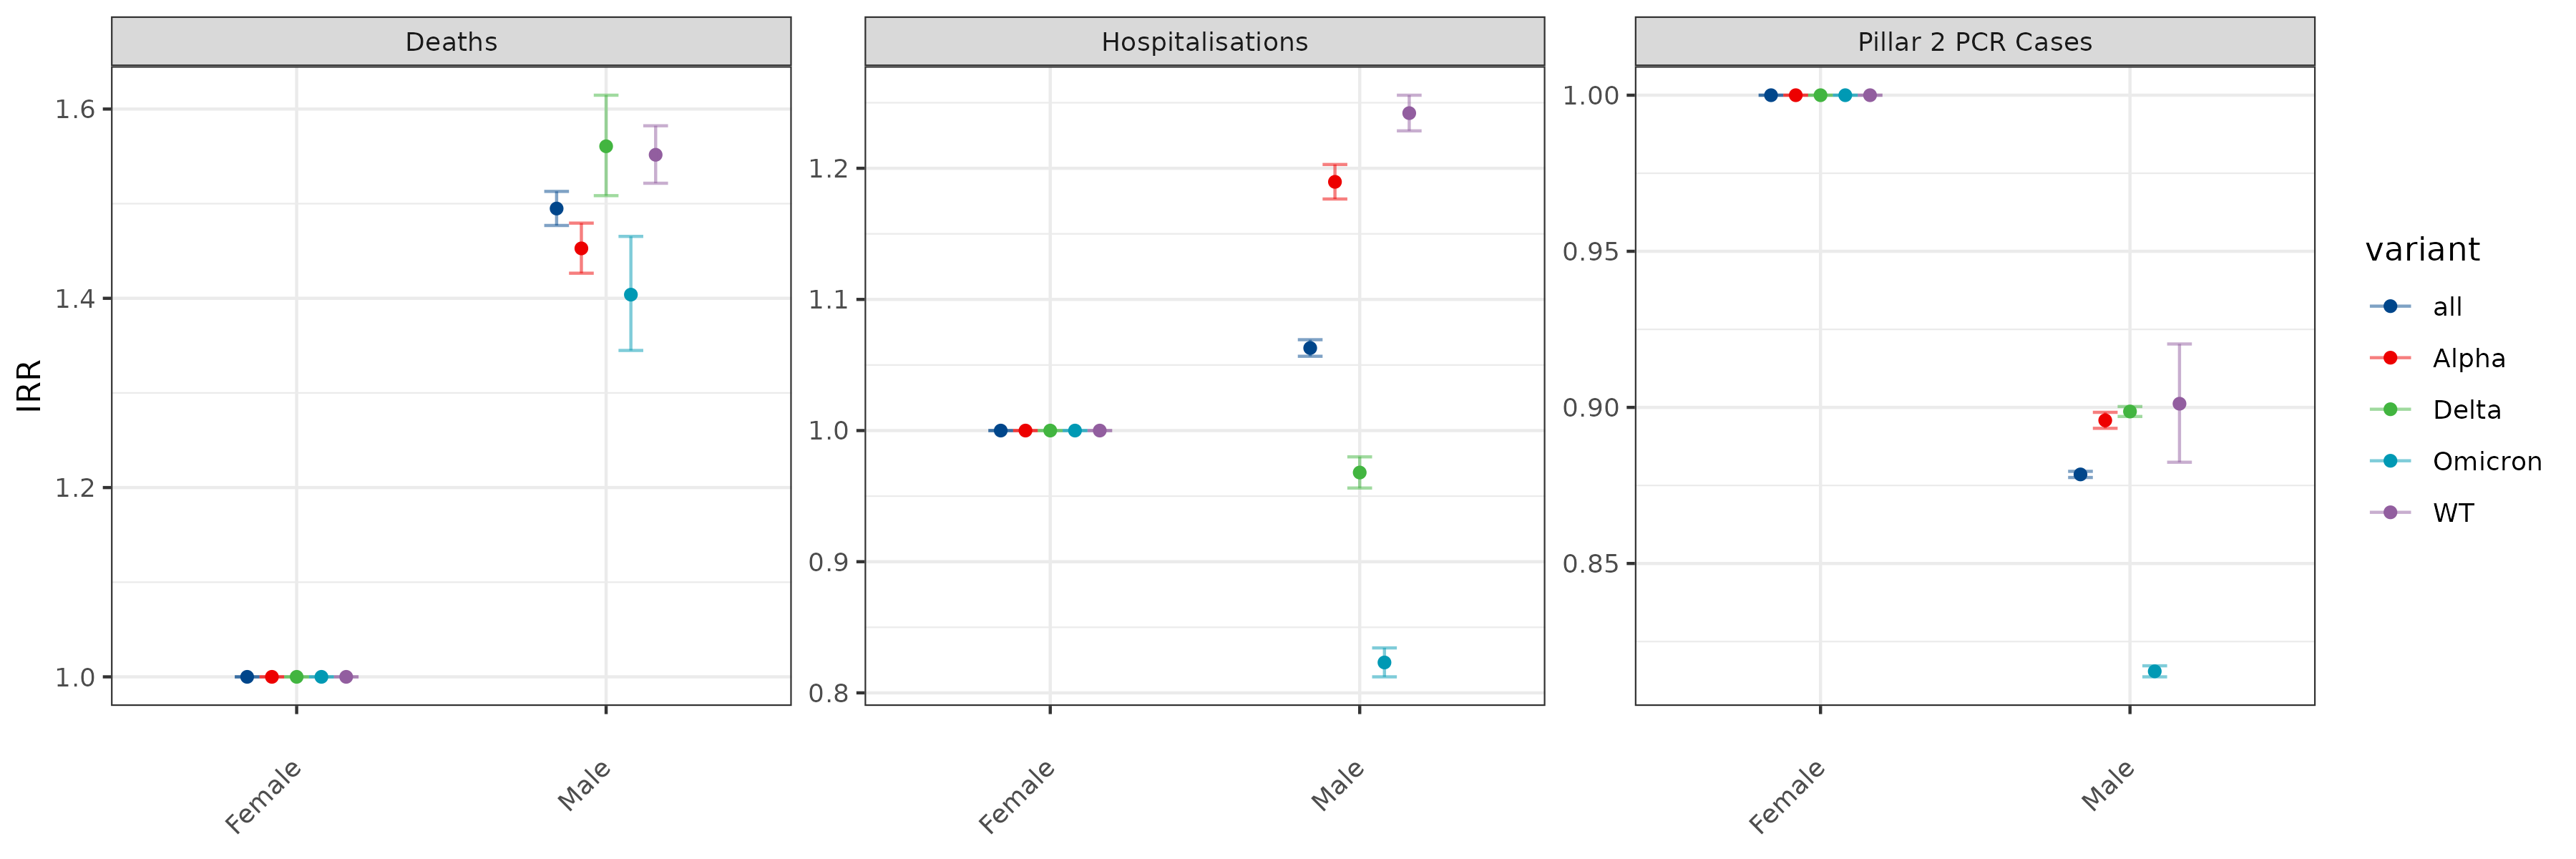 Deaths
Hospitalisations
Pillar 2 PCR Cases
IRR
1.6
1.4
1.2
1.0
1.2
1.1
1.0
0.9
0.8
1.00
0.95
0.90
0.85
Female
Male
Female
Male
Female
Male
variant
all
Alpha
Delta
Omicron
WT